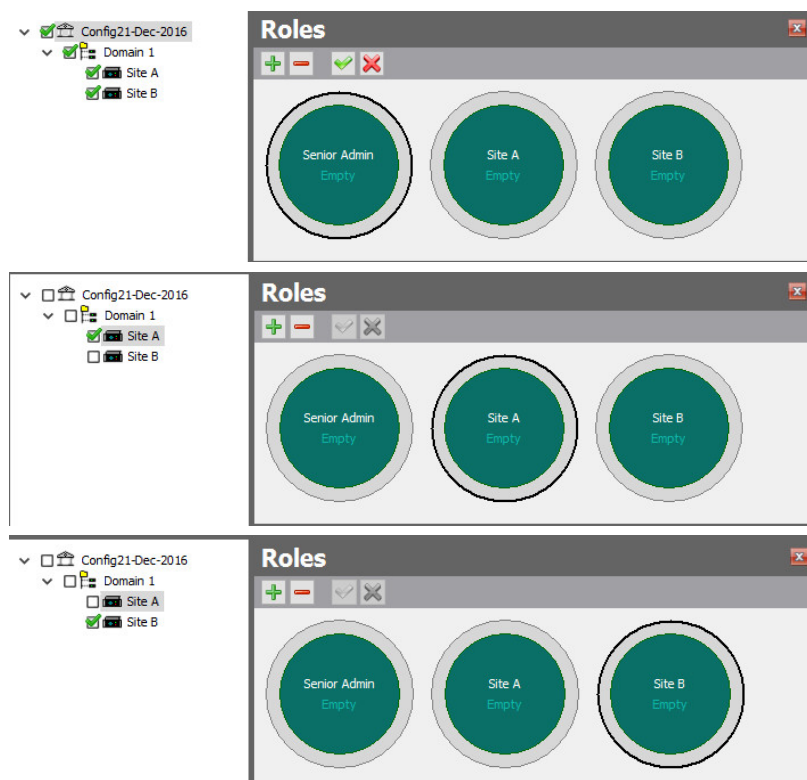 Config21-Dec-2016
Domain 1
Site A
Site B
Roles
Senior Admin
Empty
Site A
Empty
Site B
Empty
Config21-Dec-2016
Domain 1
Site A
Site B
Roles
Senior Admin
Empty
Site A
Empty
Site B
Empty
Config21-Dec-2016
Domain 1
Site A
Site B
Roles
Senior Admin
Empty
Site A
Empty
Site B
Empty